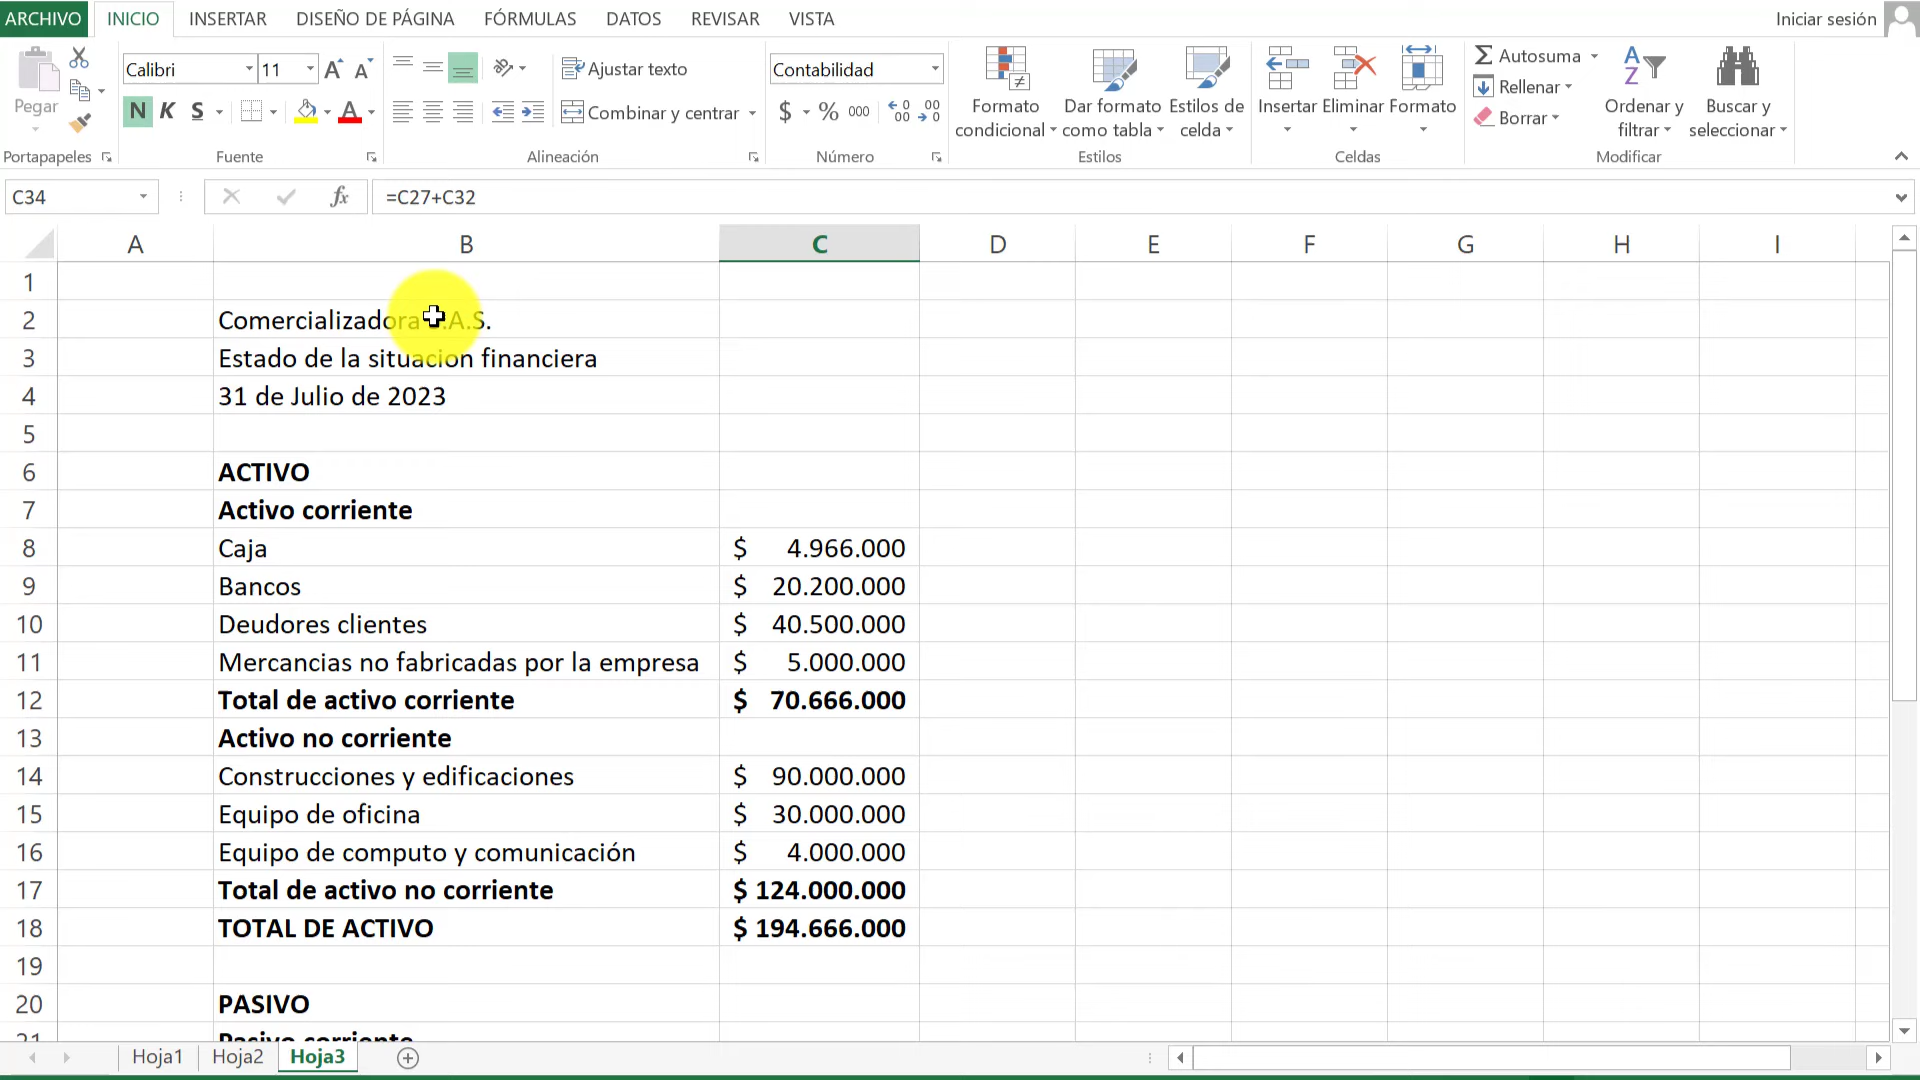 ARCHIVO INICIO INSERTAR DISEÑO DE PÁGINA FÓRMULAS DATOS REVISAR VISTA Iniciar sesión
Pegar
Portapapeles
Calibri 11
N K S
Fuente
Ajustar texto
Combinar y centrar
Alineación
Contabilidad
$ % 000
Número
Formato condicional
Dar formato como tabla
Estilos de celda
Estilos
Insertar Eliminar Formato
Celdas
Autosuma
Rellenar
Borrar
Ordenar y filtrar
Buscar y seleccionar
Modificar
C34 fx =C27+C32
A B C D E F G H I
1
2 Comercializadora .A.S.
3 Estado de la situacion financiera
4 31 de Julio de 2023
5
6 ACTIVO
7 Activo corriente
8 Caja $ 4.966.000
9 Bancos $ 20.200.000
10 Deudores clientes $ 40.500.000
11 Mercancias no fabricadas por la empresa $ 5.000.000
12 Total de activo corriente $ 70.666.000
13 Activo no corriente
14 Construcciones y edificaciones $ 90.000.000
15 Equipo de oficina $ 30.000.000
16 Equipo de computo y comunicación $ 4.000.000
17 Total de activo no corriente $ 124.000.000
18 TOTAL DE ACTIVO $ 194.666.000
19
20 PASIVO
21 Pasivo corriente
Hoja1 Hoja2 Hoja3